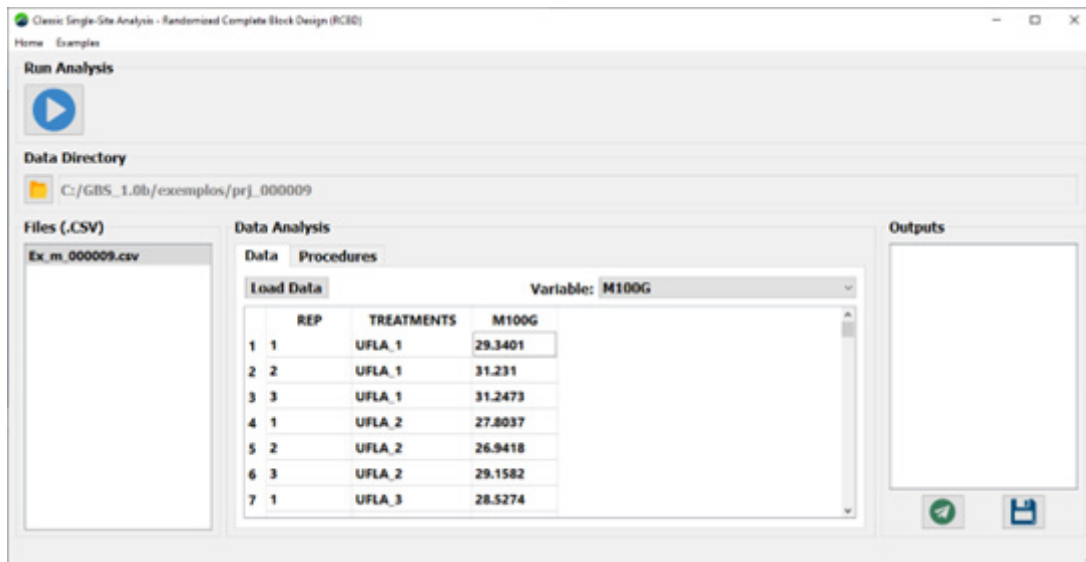 Classic Single-Site Analysis - Randomized Complete Block Design (RCBD)
Home Examples
Run Analysis
Data Directory
C:/GBS_1.0b/exemplos/prj_000009
Files (.CSV)
Ex_m_000009.csv
Data Analysis
Data Procedures
Load Data Variable: M100G
REP TREATMENTS M100G
1 1 UFLA_1 29.3401
2 2 UFLA_1 31.231
3 3 UFLA_1 31.2473
4 1 UFLA_2 27.8037
5 2 UFLA_2 26.9418
6 3 UFLA_2 29.1582
7 1 UFLA_3 28.5274
Outputs